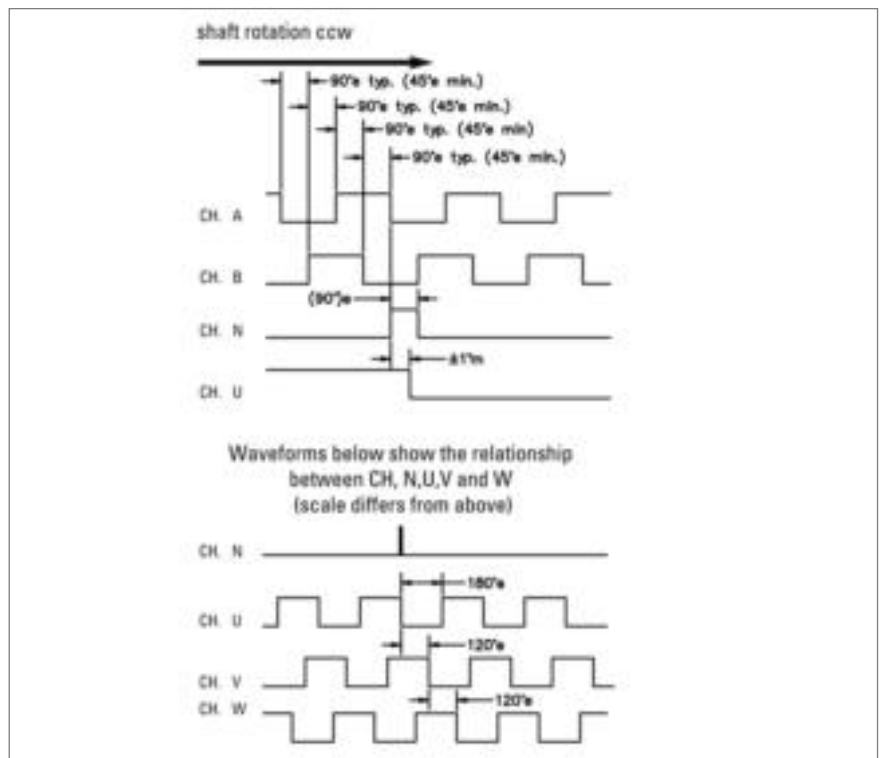 shaft rotation ccw
90°e typ. (45°e min.)
90°e typ. (45°e min.)
90°e typ. (45°e min)
90°e typ. (45°e min.)
CH. A
CH. B
(90°)e
CH. N
±1°m
CH. U
Waveforms below show the relationship
between CH, N,U,V and W
(scale differs from above)
CH. N
180°e
CH. U
120°e
CH. V
120°e
CH. W